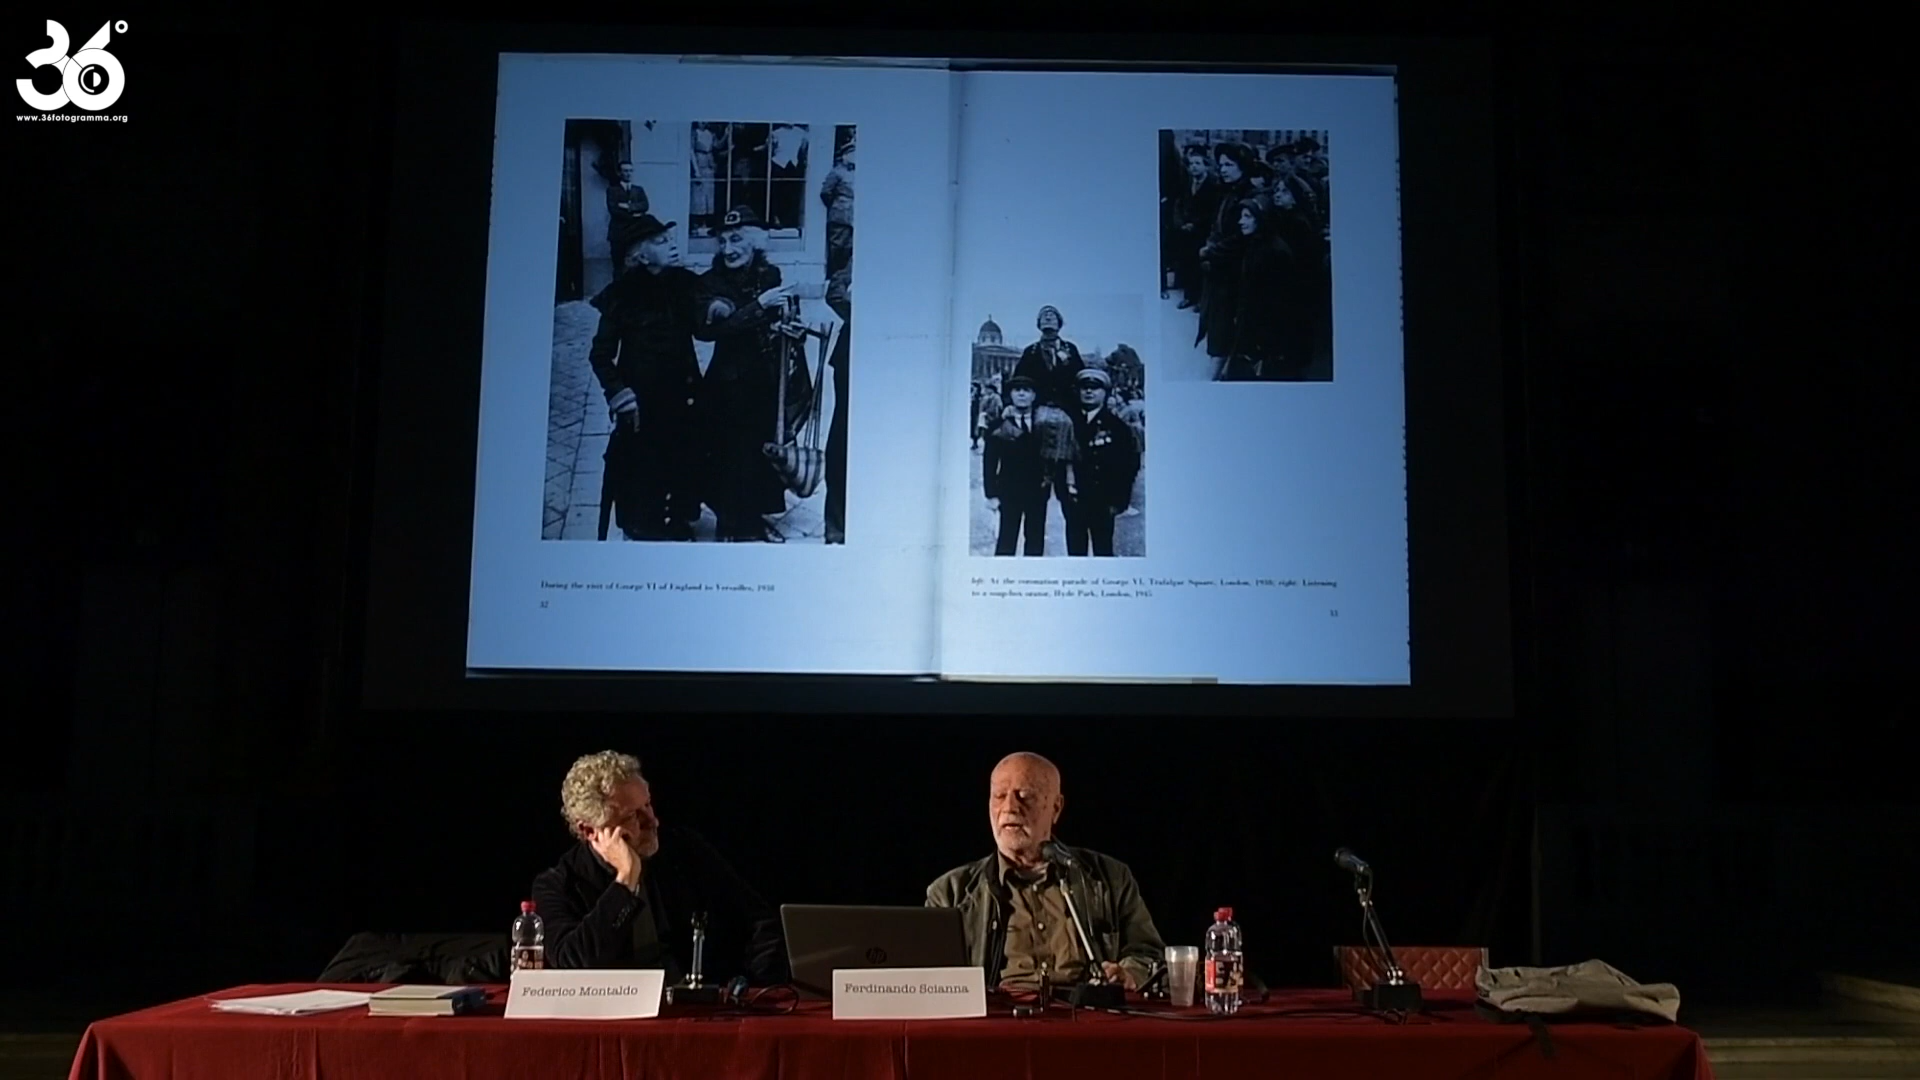 36°
www.36fotogramma.org
During the visit of George VI of England to Versailles, 1938
32
left: At the coronation parade of George VI, Trafalgar Square, London, 1938; right: Listening
to a soap-box orator, Hyde Park, London, 1945
33
Federico Montaldo
Ferdinando Scianna
hp